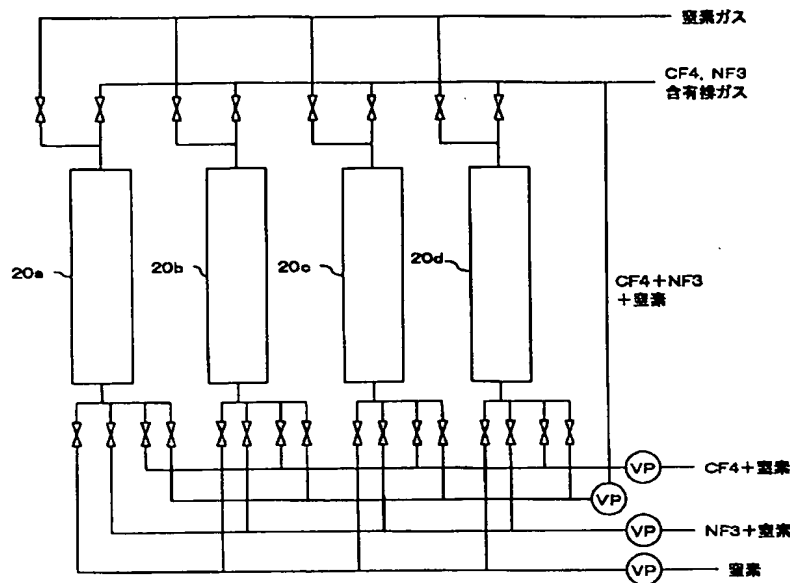 窒素ガス
CF4, NF3
含有排ガス
20a
20b
20c
20d
CF4+NF3
+窒素
VP
CF4+窒素
VP
VP
NF3+窒素
VP
窒素